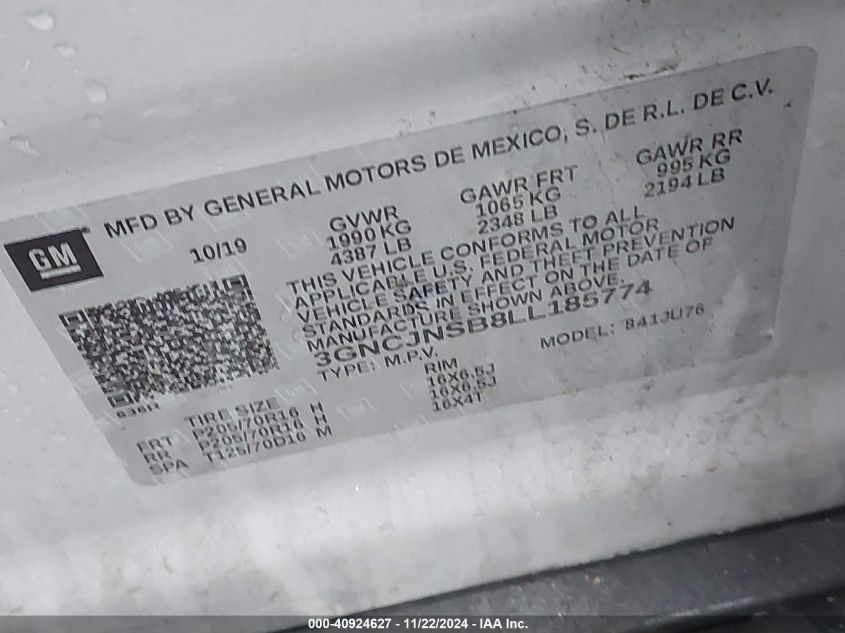 MFD BY GENERAL MOTORS DE MEXICO, S. DE R.L. DE C.V.
GM
10/19
GVWR
1990 KG
4387 LB
GAWR FRT
1065 KG
2348 LB
GAWR RR
995 KG
2194 LB
THIS VEHICLE CONFORMS TO ALL
APPLICABLE U.S. FEDERAL MOTOR
VEHICLE SAFETY AND THEFT PREVENTION
STANDARDS IN EFFECT ON THE DATE OF
MANUFACTURE SHOWN ABOVE.
3GNCJNSB8LL185774
TYPE: M.P.V.
MODEL: 841JU76
636H
TIRE SIZE
RIM
FRT P205/70R16 H 16X6.5J
RR P205/70R16 H 16X6.5J
SPA T125/70D16 M 16X4T
000-40924627 - 11/22/2024 - IAA Inc.